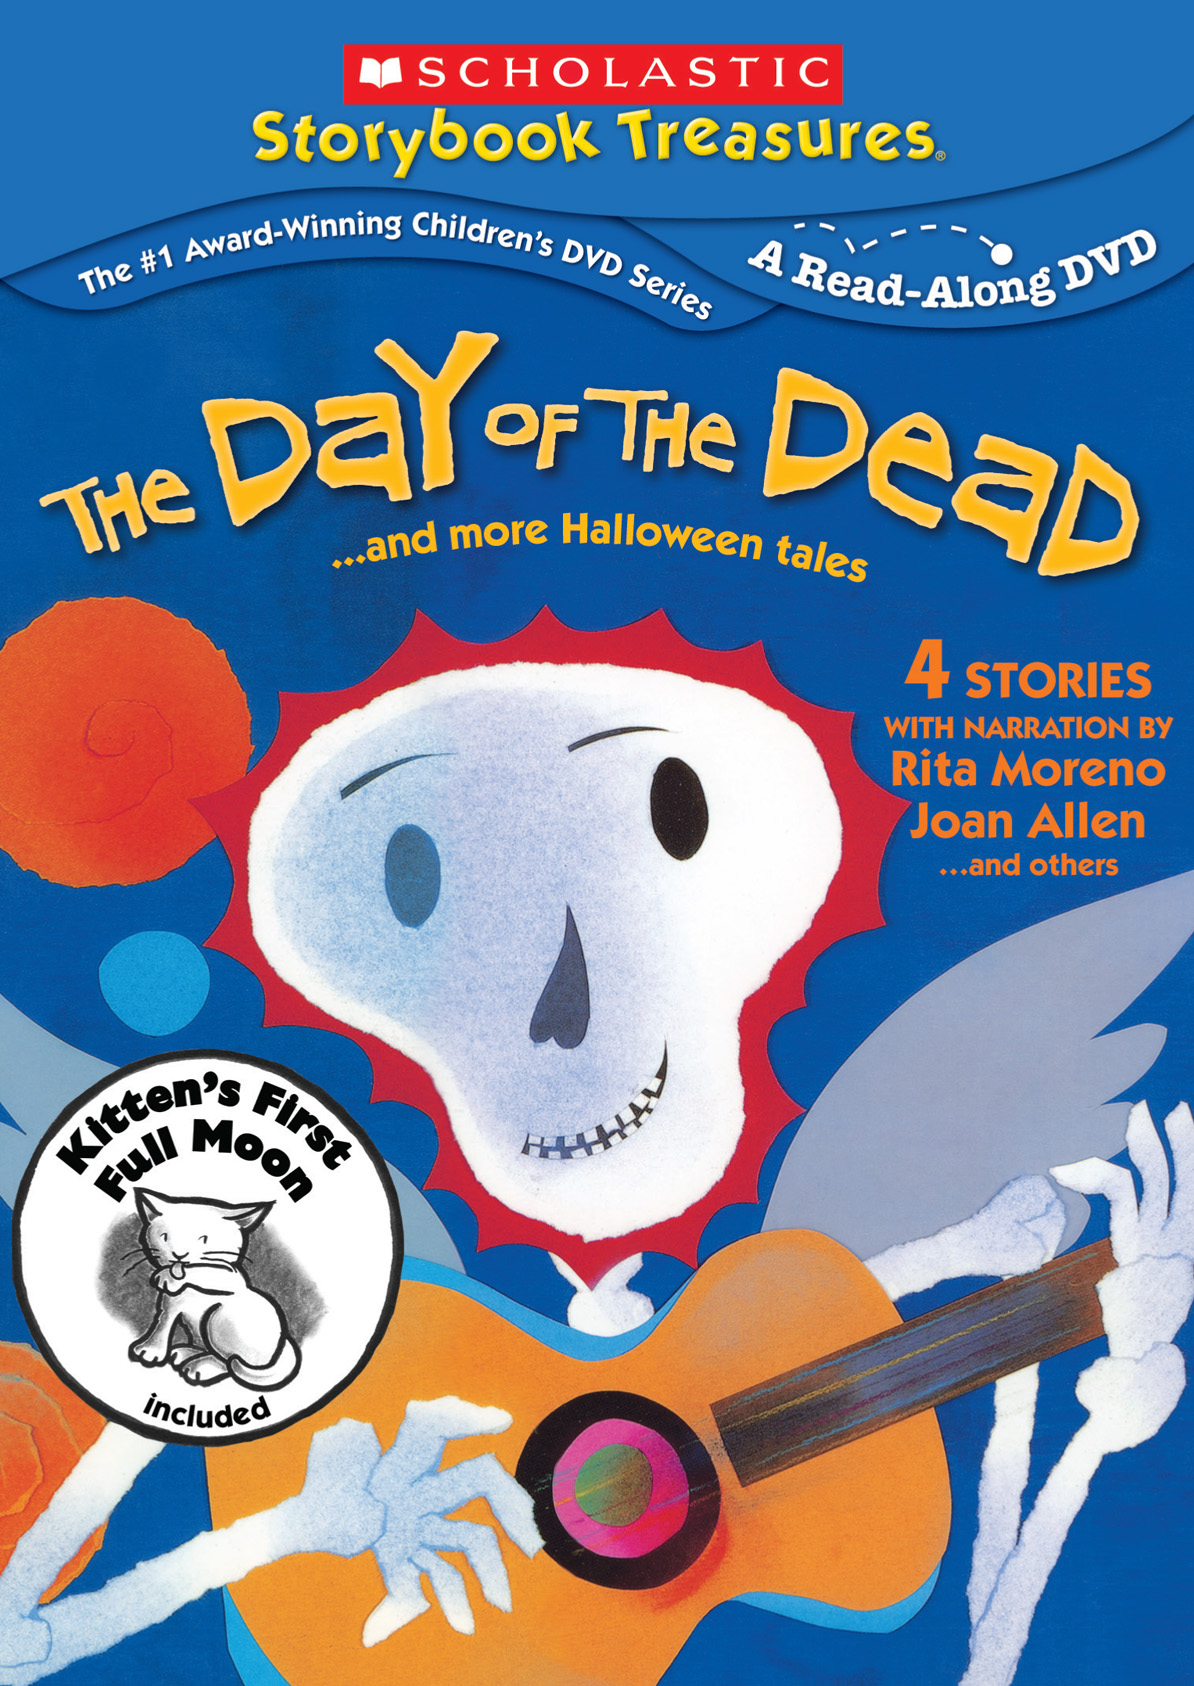 SCHOLASTIC
Storybook Treasures®
The #1 Award-Winning Children's DVD Series
A Read-Along DVD
THE DaY OF THE DeaD
...and more Halloween tales
4 STORIES
WITH NARRATION BY
Rita Moreno
Joan Allen
...and others
Kitten's First
Full Moon
included